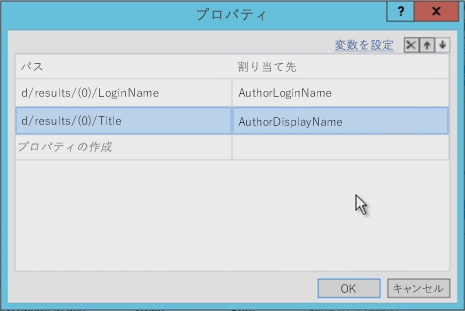 プロパティ
?
変数を設定
パス 割り当て先
d/results/(0)/LoginName AuthorLoginName
d/results/(0)/Title AuthorDisplayName
プロパティの作成
OK キャンセル